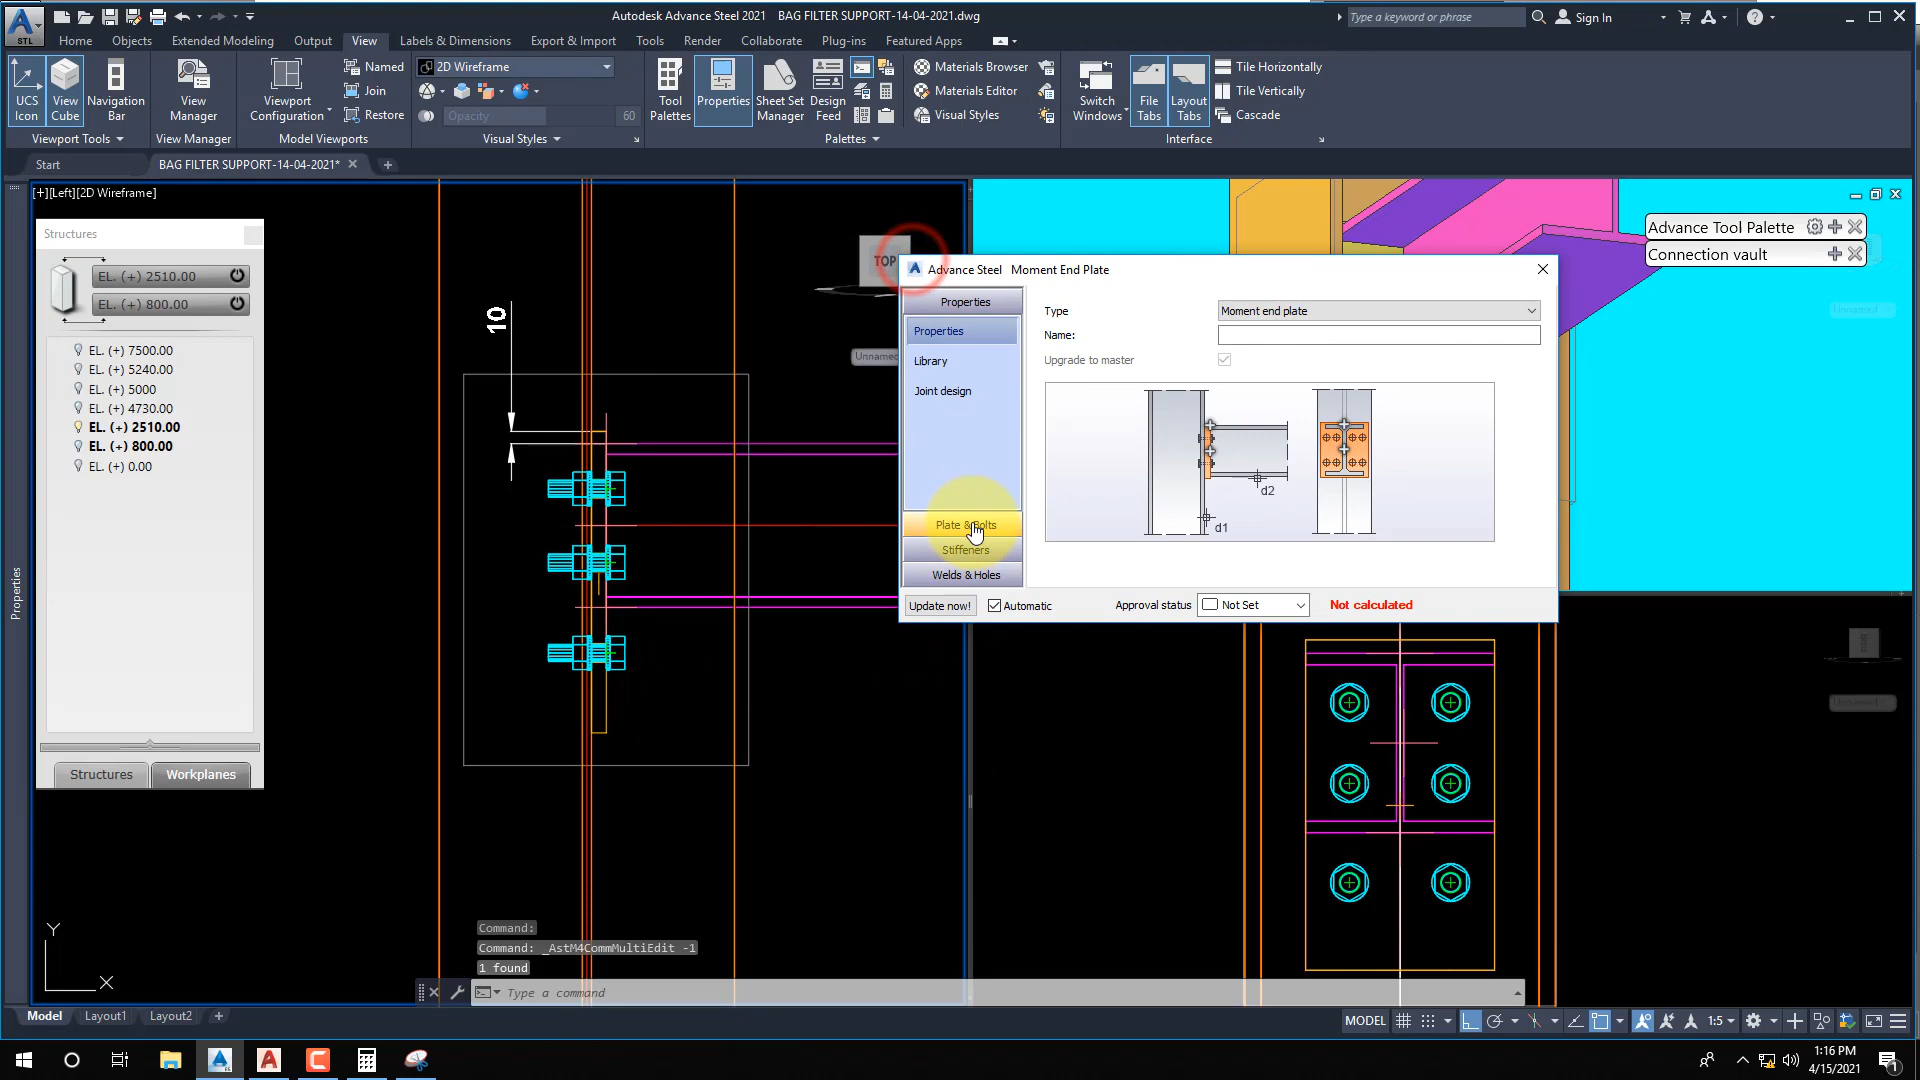 Autodesk Advance Steel 2021 BAG FILTER SUPPORT-14-04-2021.dwg
Type a keyword or phrase
Sign In
STL
Home Objects Extended Modeling Output View Labels & Dimensions Export & Import Tools Render Collaborate Plug-ins Featured Apps
UCS Icon
View Cube
Navigation Bar
Viewport Tools
View Manager
View Manager
Viewport Configuration
Named
Join
Restore
Model Viewports
2D Wireframe
Opacity 60
Visual Styles
Tool Palettes
Properties
Sheet Set Manager
Design Feed
Palettes
Materials Browser
Materials Editor
Visual Styles
Switch Windows
File Tabs
Layout Tabs
Tile Horizontally
Tile Vertically
Cascade
Interface
Start BAG FILTER SUPPORT-14-04-2021*
[+][Left][2D Wireframe]
Structures
EL. (+) 2510.00
EL. (+) 800.00
EL. (+) 7500.00
EL. (+) 5240.00
EL. (+) 5000
EL. (+) 4730.00
EL. (+) 2510.00
EL. (+) 800.00
EL. (+) 0.00
Structures Workplanes
Properties
10
TOP
Unnamed
Advance Tool Palette
Connection vault
Unnamed
Advance Steel Moment End Plate
Properties
Properties
Library
Joint design
Plate & Bolts
Stiffeners
Welds & Holes
Type Moment end plate
Name:
Upgrade to master
d2
d1
Update now! Automatic Approval status Not Set Not calculated
Y
X
Command:
Command: _AstM4CommMultiEdit -1
1 found
Type a command
Model Layout1 Layout2
MODEL 1:5
1:16 PM
4/15/2021
1